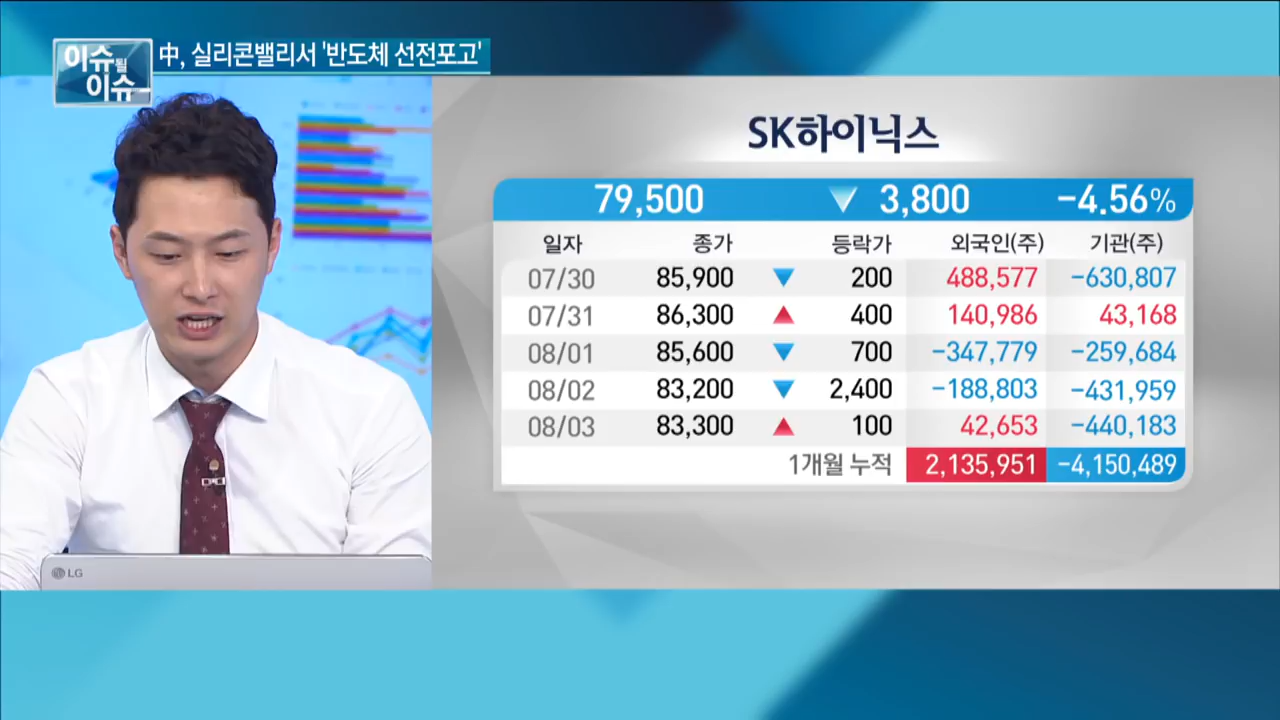 이슈될
이슈
中, 실리콘밸리서 '반도체 선전포고'
SK하이닉스
79,500 ▼ 3,800 -4.56%
일자 종가 등락가 외국인(주) 기관(주)
07/30 85,900 ▼ 200 488,577 -630,807
07/31 86,300 ▲ 400 140,986 43,168
08/01 85,600 ▼ 700 -347,779 -259,684
08/02 83,200 ▼ 2,400 -188,803 -431,959
08/03 83,300 ▲ 100 42,653 -440,183
1개월 누적 2,135,951 -4,150,489
LG